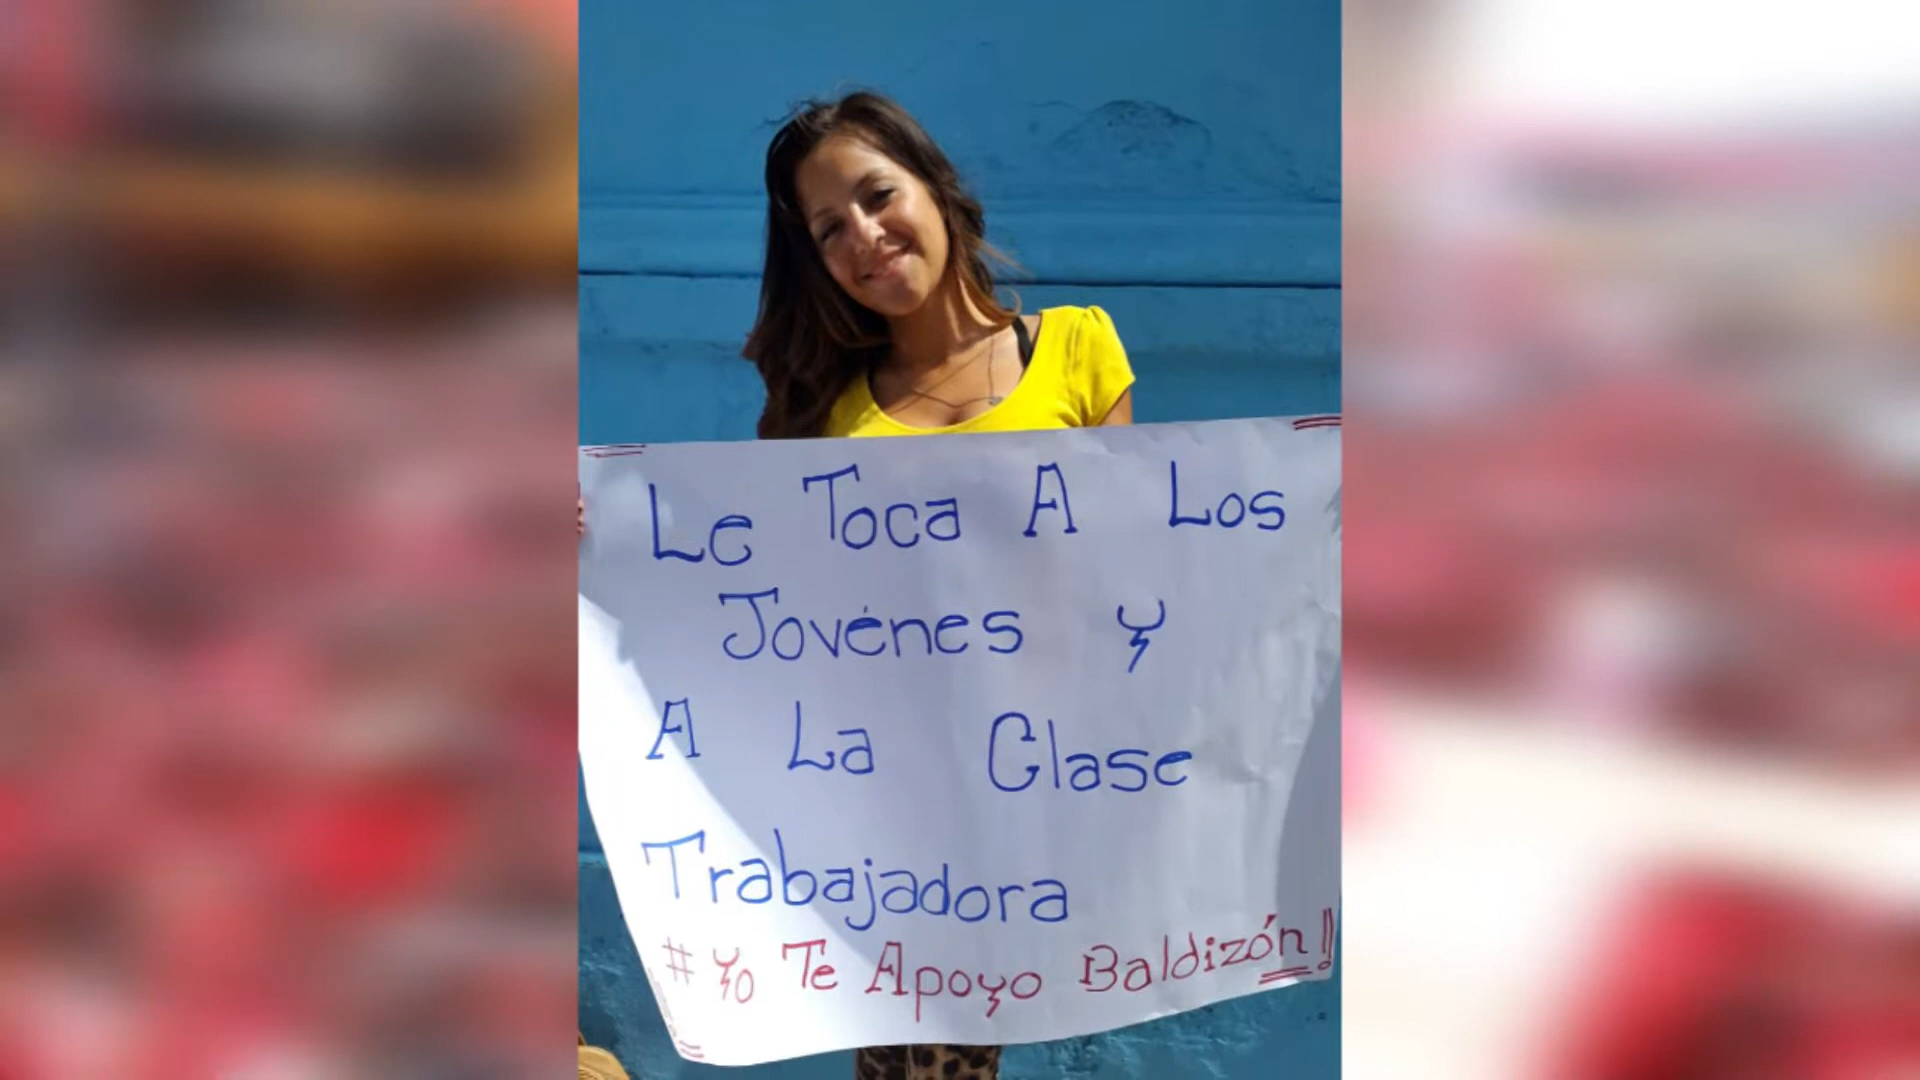 Le Toca A Los
Jovénes y
A La Clase
Trabajadora
# Yo Te Apoyo Baldizón!!